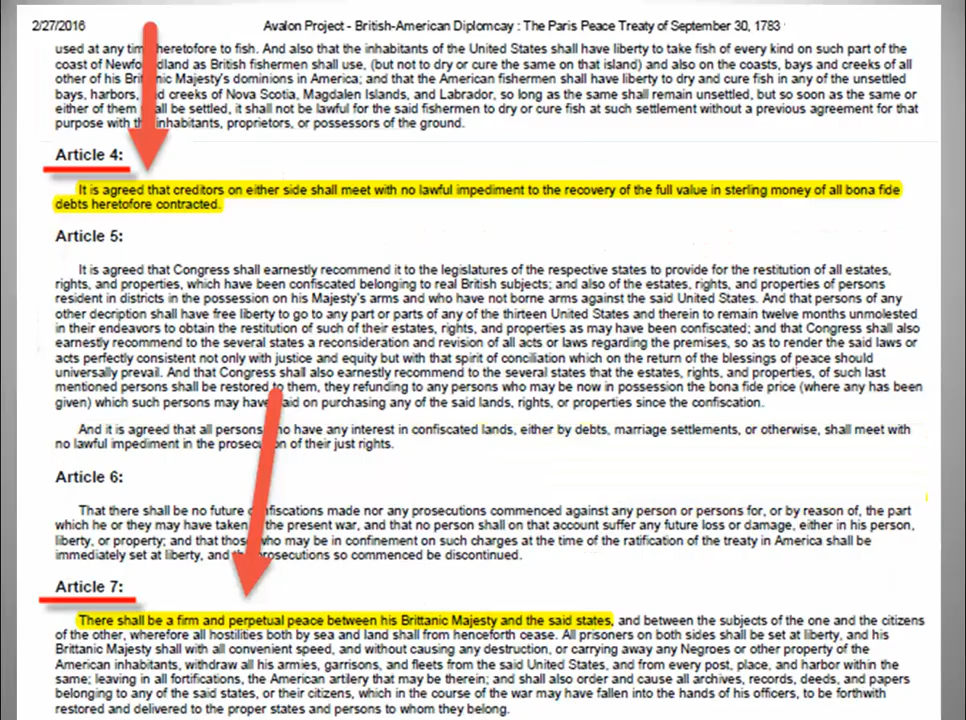 2/27/2016 Avalon Project - British-American Diplomcay : The Paris Peace Treaty of September 30, 1783
used at any time heretofore to fish. And also that the inhabitants of the United States shall have liberty to take fish of every kind on such part of the
coast of Newfoundland as British fishermen shall use, (but not to dry or cure the same on that island) and also on the coasts, bays and creeks of all
other of his Britannic Majesty's dominions in America; and that the American fishermen shall have liberty to dry and cure fish in any of the unsettled
bays, harbors, and creeks of Nova Scotia, Magdalen Islands, and Labrador, so long as the same shall remain unsettled, but so soon as the same or
either of them shall be settled, it shall not be lawful for the said fishermen to dry or cure fish at such settlement without a previous agreement for that
purpose with the inhabitants, proprietors, or possessors of the ground.
Article 4:
It is agreed that creditors on either side shall meet with no lawful impediment to the recovery of the full value in sterling money of all bona fide
debts heretofore contracted.
Article 5:
It is agreed that Congress shall earnestly recommend it to the legislatures of the respective states to provide for the restitution of all estates,
rights, and properties, which have been confiscated belonging to real British subjects; and also of the estates, rights, and properties of persons
resident in districts in the possession on his Majesty's arms and who have not borne arms against the said United States. And that persons of any
other decription shall have free liberty to go to any part or parts of any of the thirteen United States and therein to remain twelve months unmolested
in their endeavors to obtain the restitution of such of their estates, rights, and properties as may have been confiscated; and that Congress shall also
earnestly recommend to the several states a reconsideration and revision of all acts or laws regarding the premises, so as to render the said laws or
acts perfectly consistent not only with justice and equity but with that spirit of conciliation which on the return of the blessings of peace should
universally prevail. And that Congress shall also earnestly recommend to the several states that the estates, rights, and properties, of such last
mentioned persons shall be restored to them, they refunding to any persons who may be now in possession the bona fide price (where any has been
given) which such persons may have paid on purchasing any of the said lands, rights, or properties since the confiscation.
And it is agreed that all persons who have any interest in confiscated lands, either by debts, marriage settlements, or otherwise, shall meet with
no lawful impediment in the prosecution of their just rights.
Article 6:
That there shall be no future confiscations made nor any prosecutions commenced against any person or persons for, or by reason of, the part
which he or they may have taken in the present war, and that no person shall on that account suffer any future loss or damage, either in his person,
liberty, or property; and that those who may be in confinement on such charges at the time of the ratification of the treaty in America shall be
immediately set at liberty, and the prosecutions so commenced be discontinued.
Article 7:
There shall be a firm and perpetual peace between his Brittanic Majesty and the said states, and between the subjects of the one and the citizens
of the other, wherefore all hostilities both by sea and land shall from henceforth cease. All prisoners on both sides shall be set at liberty, and his
Brittanic Majesty shall with all convenient speed, and without causing any destruction, or carrying away any Negroes or other property of the
American inhabitants, withdraw all his armies, garrisons, and fleets from the said United States, and from every post, place, and harbor within the
same; leaving in all fortifications, the American artilery that may be therein; and shall also order and cause all archives, records, deeds, and papers
belonging to any of the said states, or their citizens, which in the course of the war may have fallen into the hands of his officers, to be forthwith
restored and delivered to the proper states and persons to whom they belong.